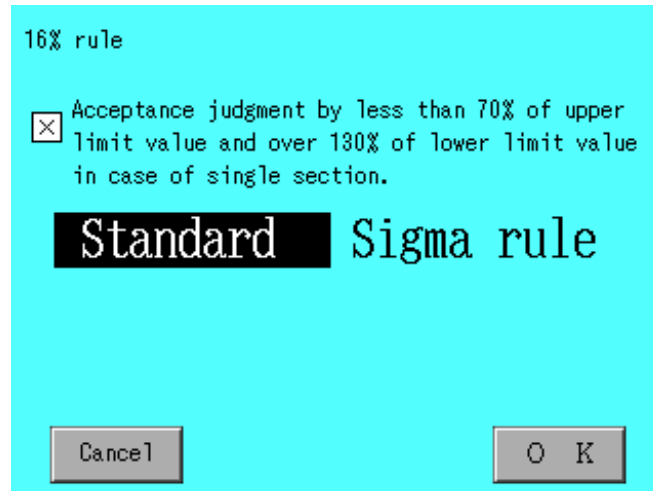 16% rule
Acceptance judgment by less than 70% of upper
limit value and over 130% of lower limit value
in case of single section.
Standard Sigma rule
Cancel O K